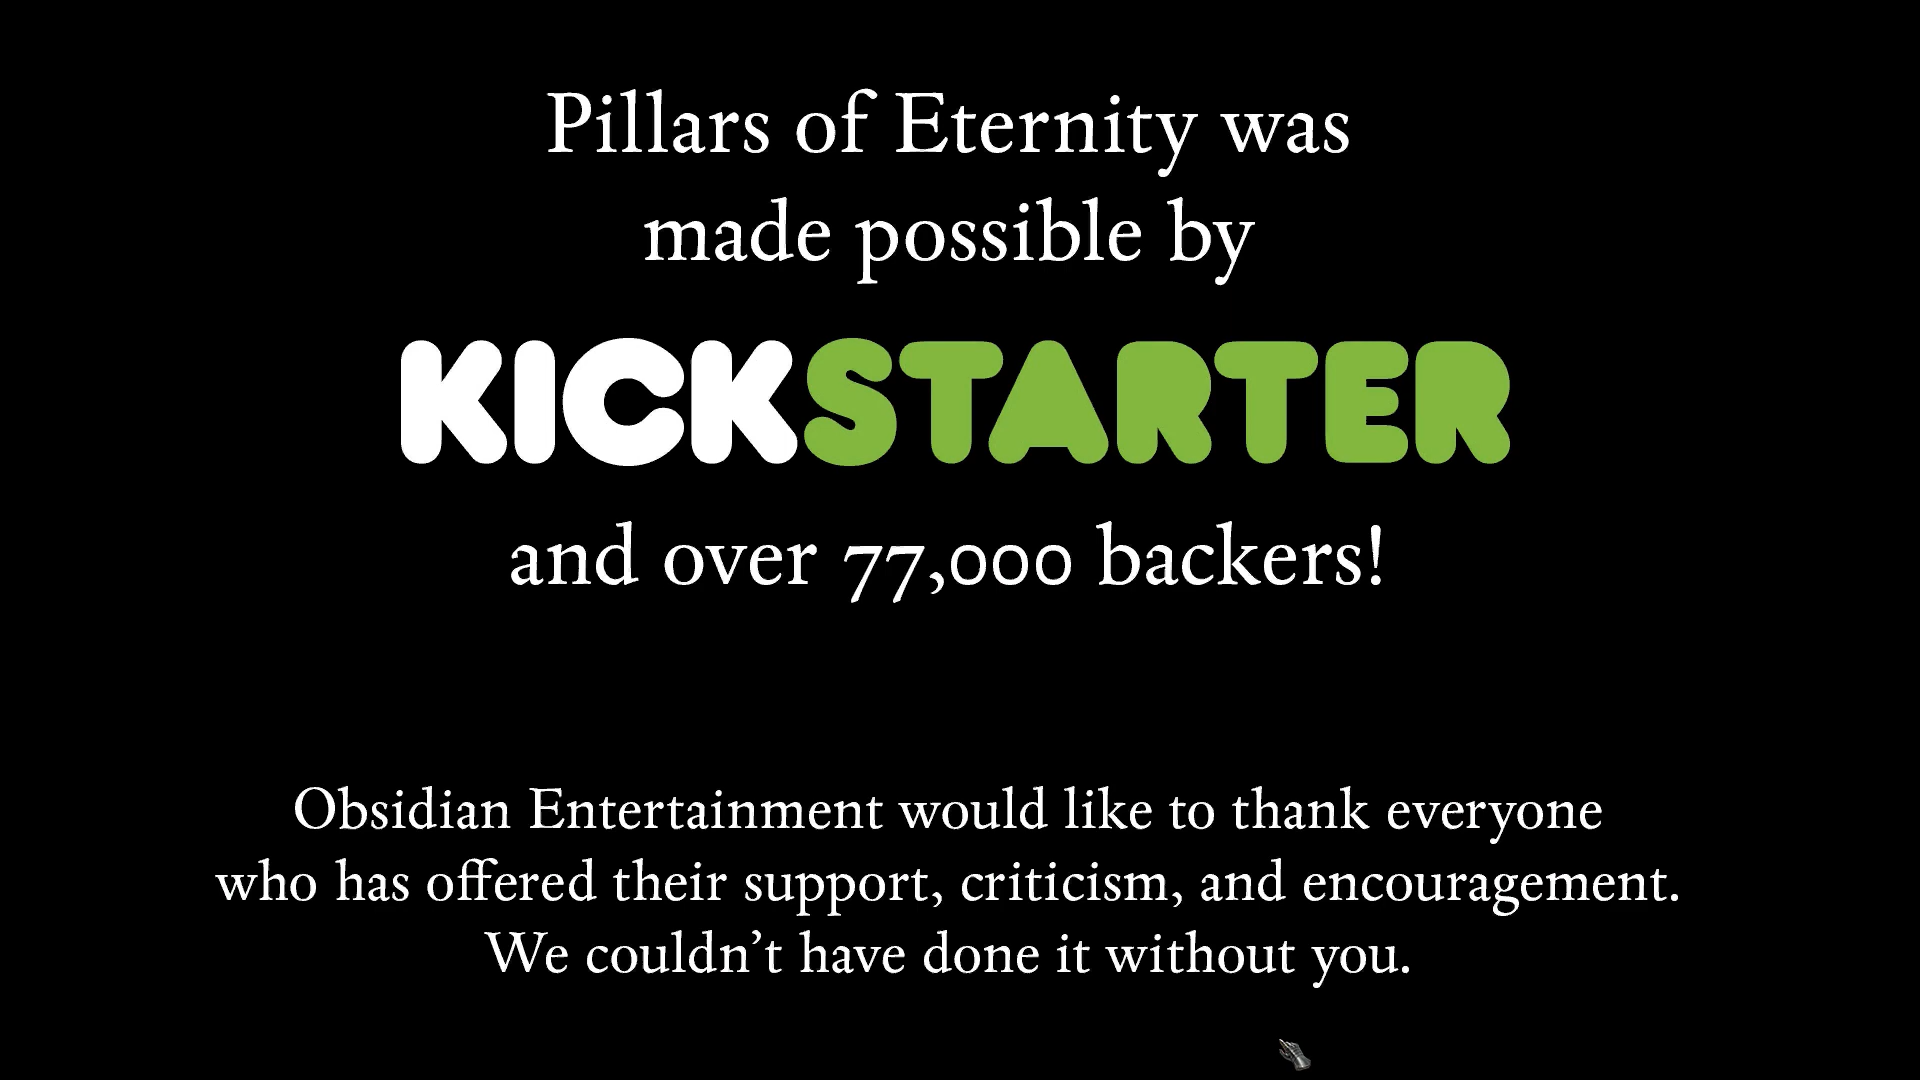 Pillars of Eternity was
made possible by
KICKSTARTER
and over 77,000 backers!
Obsidian Entertainment would like to thank everyone
who has offered their support, criticism, and encouragement.
We couldn’t have done it without you.